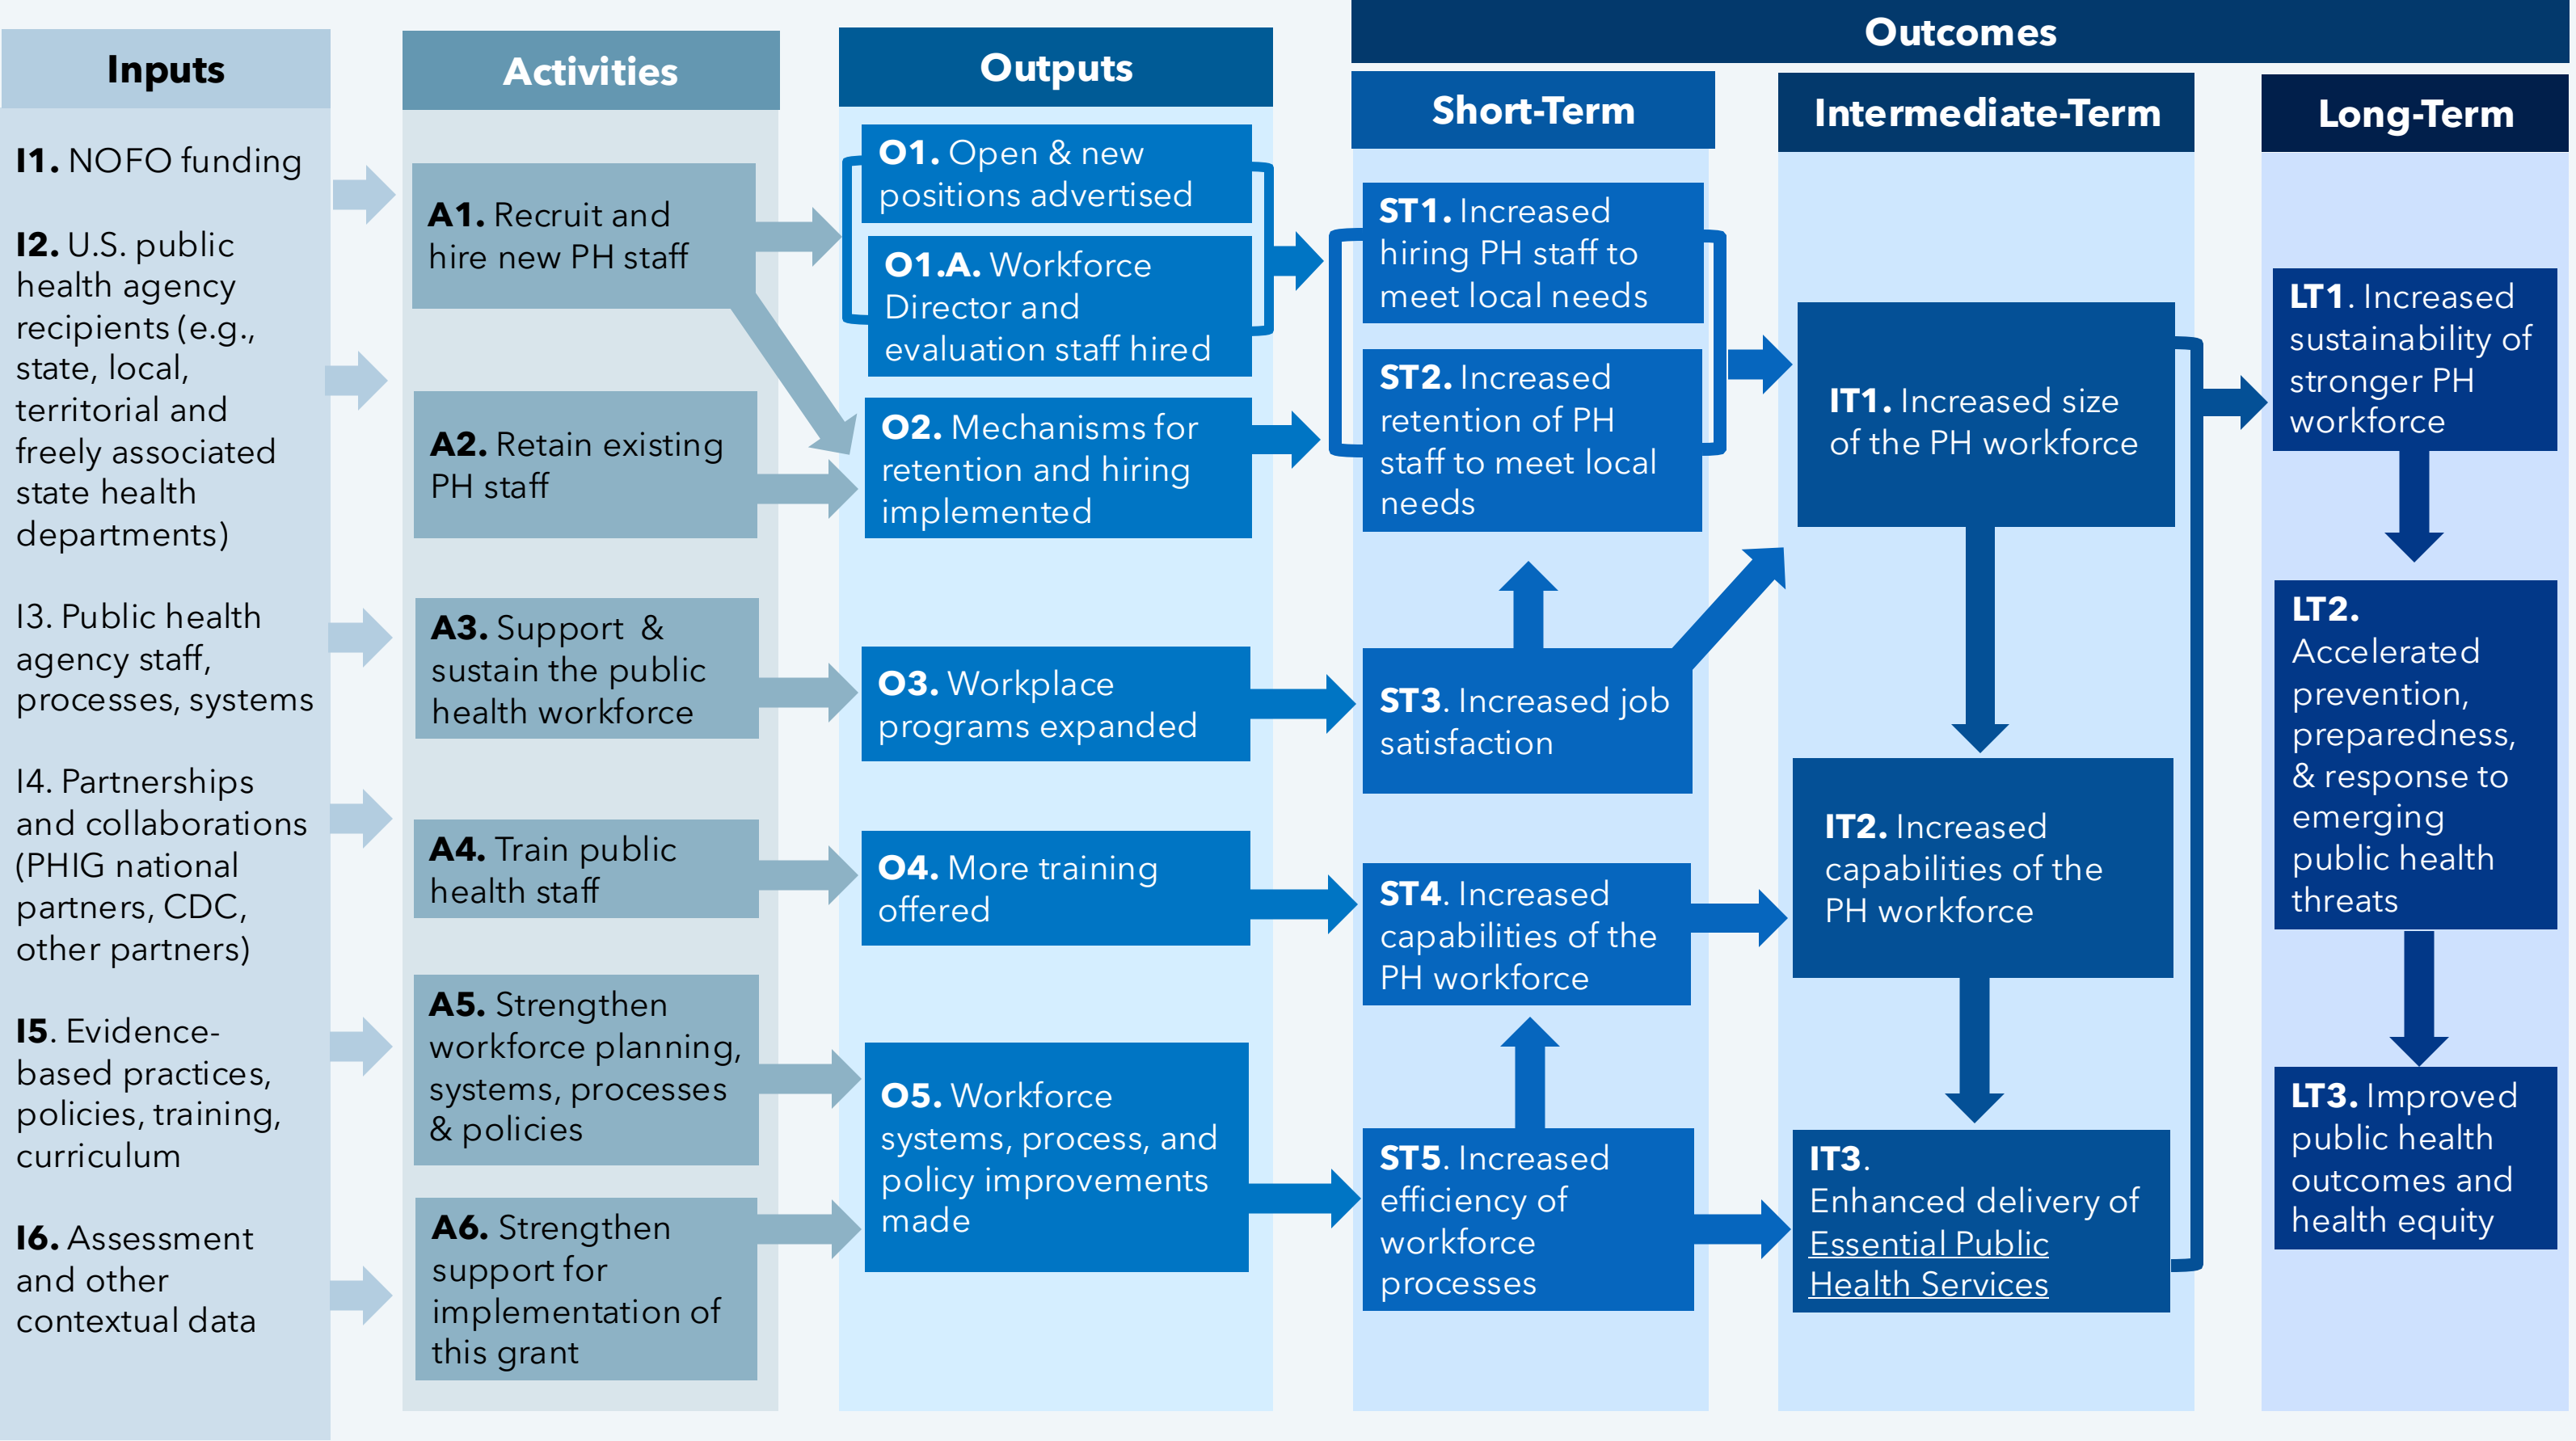 Inputs
I1. NOFO funding
I2. U.S. public
health agency
recipients (e.g.,
state, local,
territorial and
freely associated
state health
departments)
I3. Public health
agency staff,
processes, systems
I4. Partnerships
and collaborations
(PHIG national
partners, CDC,
other partners)
I5. Evidence-
based practices,
policies, training,
curriculum
I6. Assessment
and other
contextual data
Activities
A1. Recruit and
hire new PH staff
A2. Retain existing
PH staff
A3. Support &
sustain the public
health workforce
A4. Train public
health staff
A5. Strengthen
workforce planning,
systems, processes
& policies
A6. Strengthen
support for
implementation of
this grant
Outputs
O1. Open & new
positions advertised
O1.A. Workforce
Director and
evaluation staff hired
O2. Mechanisms for
retention and hiring
implemented
O3. Workplace
programs expanded
O4. More training
offered
O5. Workforce
systems, process, and
policy improvements
made
Outcomes
Short-Term
ST1. Increased
hiring PH staff to
meet local needs
ST2. Increased
retention of PH
staff to meet local
needs
ST3. Increased job
satisfaction
ST4. Increased
capabilities of the
PH workforce
ST5. Increased
efficiency of
workforce
processes
Intermediate-Term
IT1. Increased size
of the PH workforce
IT2. Increased
capabilities of the
PH workforce
IT3.
Enhanced delivery of
Essential Public
Health Services
Long-Term
LT1. Increased
sustainability of
stronger PH
workforce
LT2.
Accelerated
prevention,
preparedness,
& response to
emerging
public health
threats
LT3. Improved
public health
outcomes and
health equity